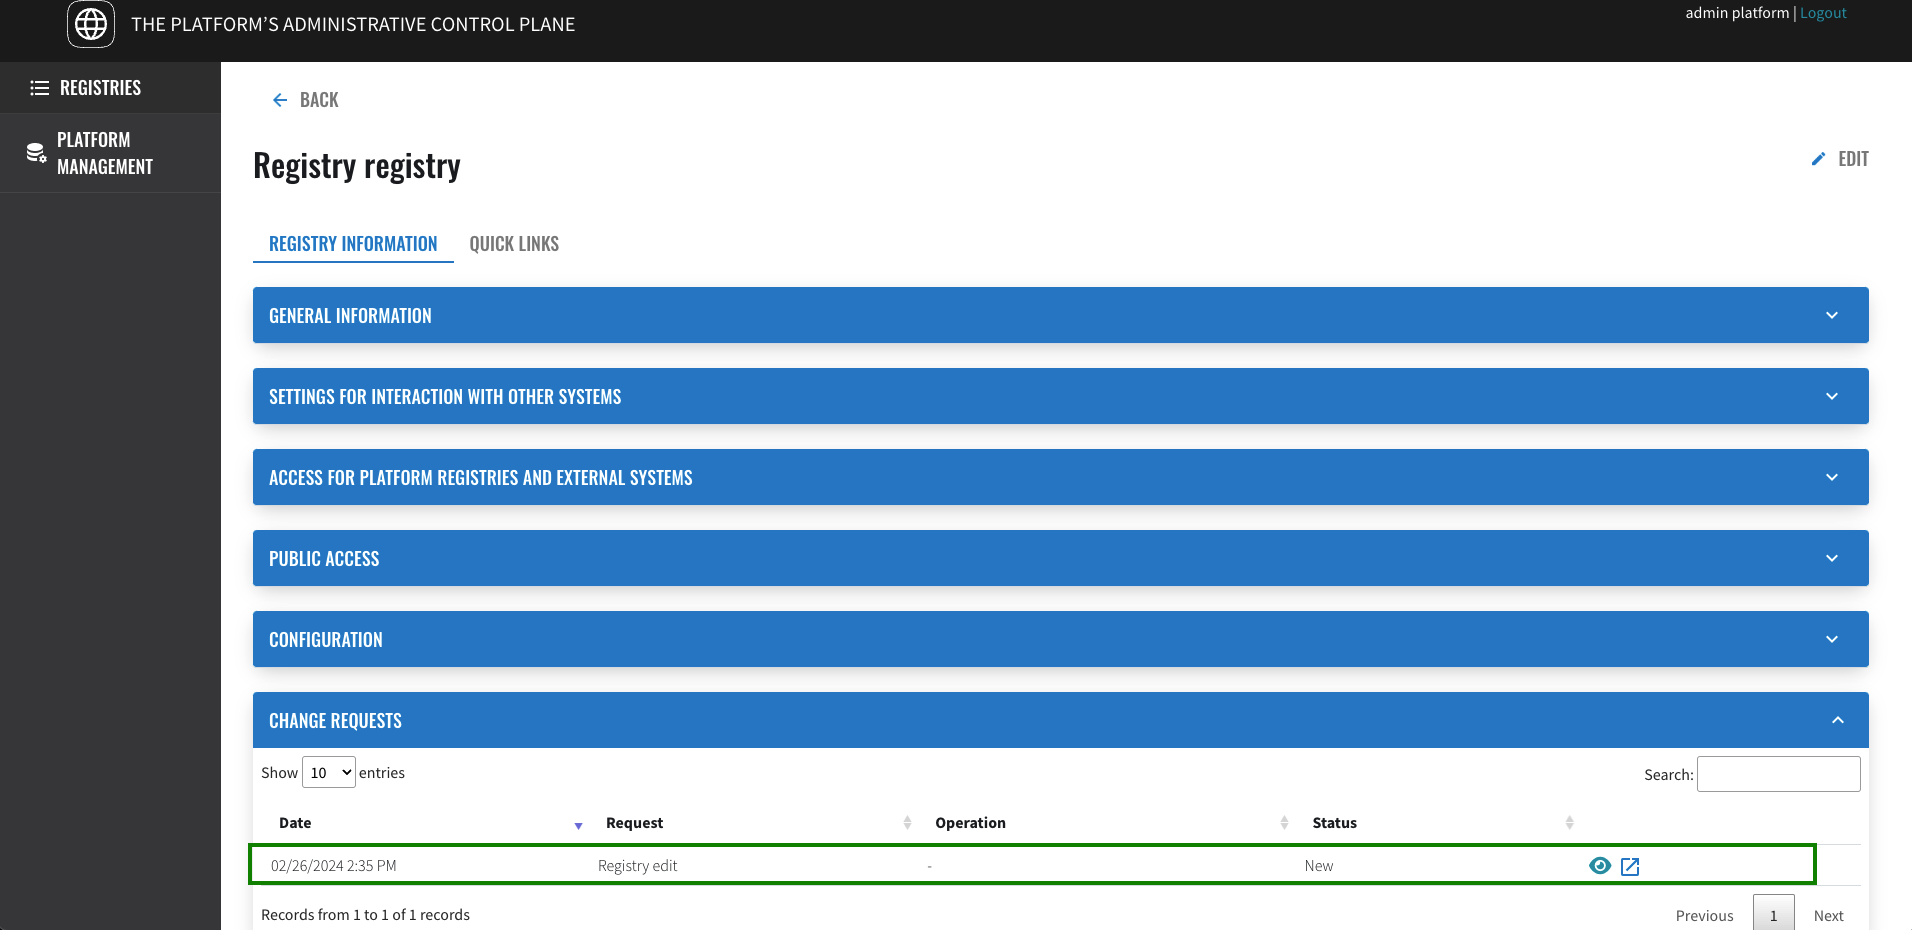 THE PLATFORM'S ADMINISTRATIVE CONTROL PLANE
admin platform | Logout
REGISTRIES
PLATFORM
MANAGEMENT
BACK
Registry registry
EDIT
REGISTRY INFORMATION QUICK LINKS
GENERAL INFORMATION
SETTINGS FOR INTERACTION WITH OTHER SYSTEMS
ACCESS FOR PLATFORM REGISTRIES AND EXTERNAL SYSTEMS
PUBLIC ACCESS
CONFIGURATION
CHANGE REQUESTS
Show 10 entries Search:
Date Request Operation Status
02/26/2024 2:35 PM Registry edit - New
Records from 1 to 1 of 1 records Previous 1 Next